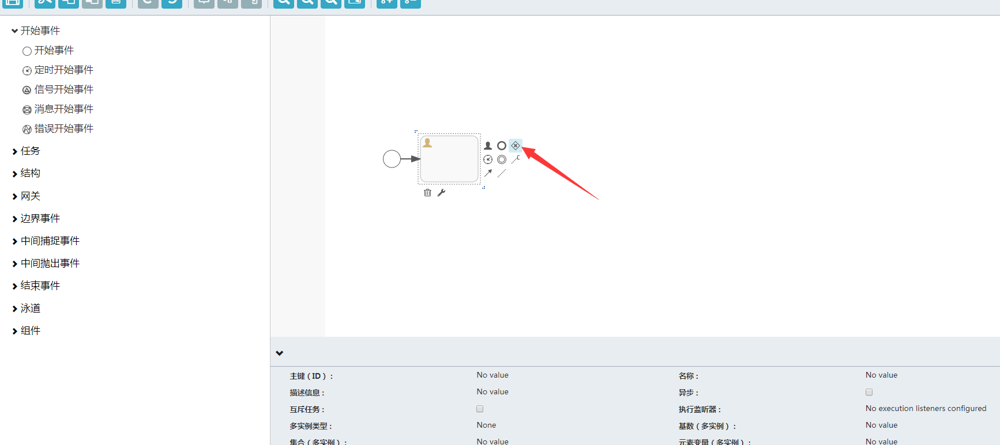 开始事件
开始事件
定时开始事件
信号开始事件
消息开始事件
错误开始事件
任务
结构
网关
边界事件
中间捕捉事件
中间抛出事件
结束事件
泳道
组件
主键（ID）： No value 名称： No value
描述信息： No value 异步：
互斥任务： 执行监听器： No execution listeners configured
多实例类型： None 基数（多实例）： No value
集合（多实例）： No value 元素变量（多实例）： No value